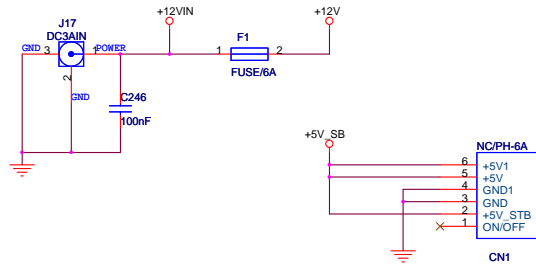 +12VIN
+12V
J17
DC3AIN
F1
GND 3 1 POWER
1 2
2
FUSE/6A
GND
C246
100nF
+5V_SB
NC/PH-6A
6 +5V1
5 +5V
4 GND1
3 GND
2 +5V_STB
1 ON/OFF
CN1